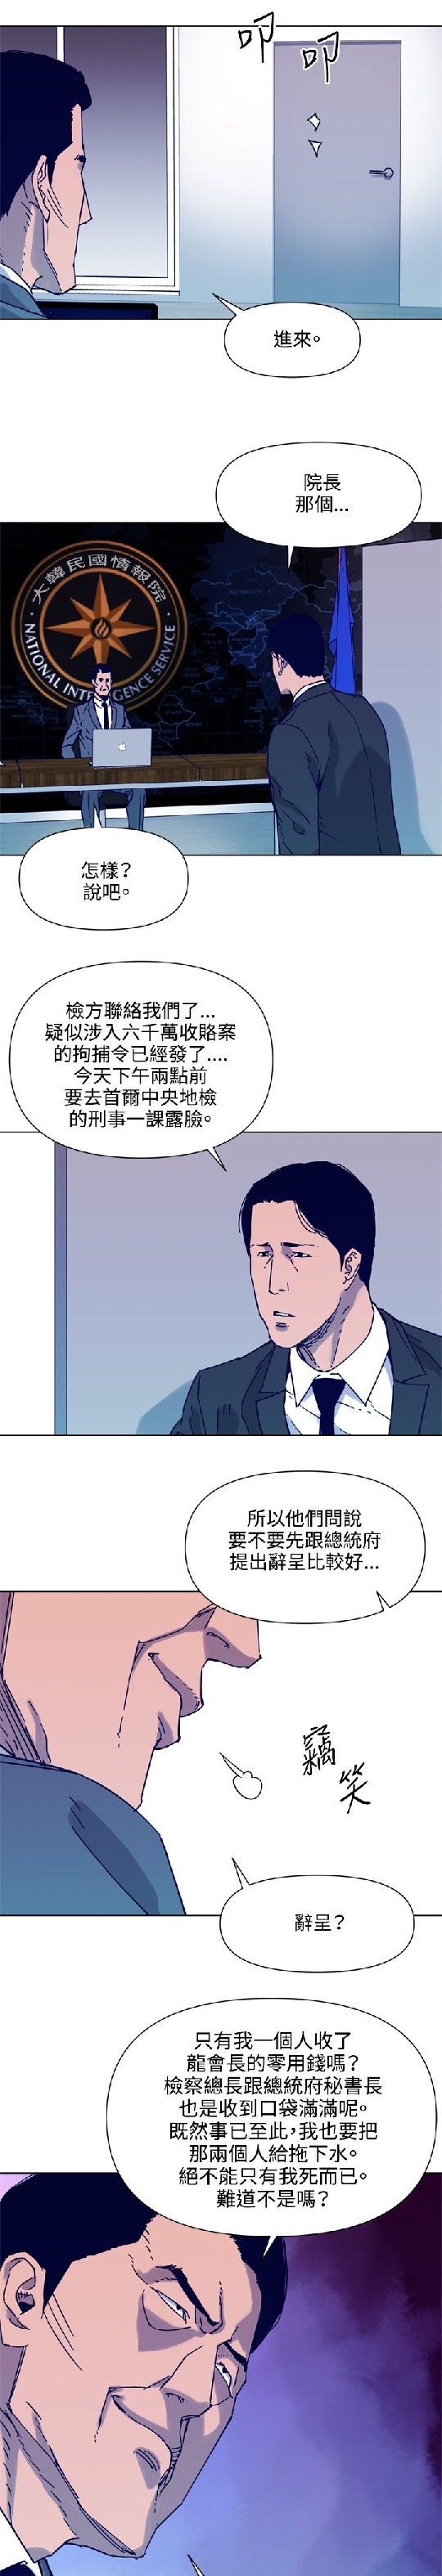 叩
叩
進來。
院長
那個...
大韓民國情報院
NATIONAL INTELLIGENCE SERVICE
怎樣？
說吧。
檢方聯絡我們了...
疑似涉入六千萬收賂案
的拘捕令已經發了....
今天下午兩點前
要去首爾中央地檢
的刑事一課露臉。
所以他們問說
要不要先跟總統府
提出辭呈比較好...
竊
笑
辭呈？
只有我一個人收了
龍會長的零用錢嗎？
檢察總長跟總統府秘書長
也是收到口袋滿滿呢。
既然事已至此，我也要把
那兩個人給拖下水。
絕不能只有我死而已。
難道不是嗎？